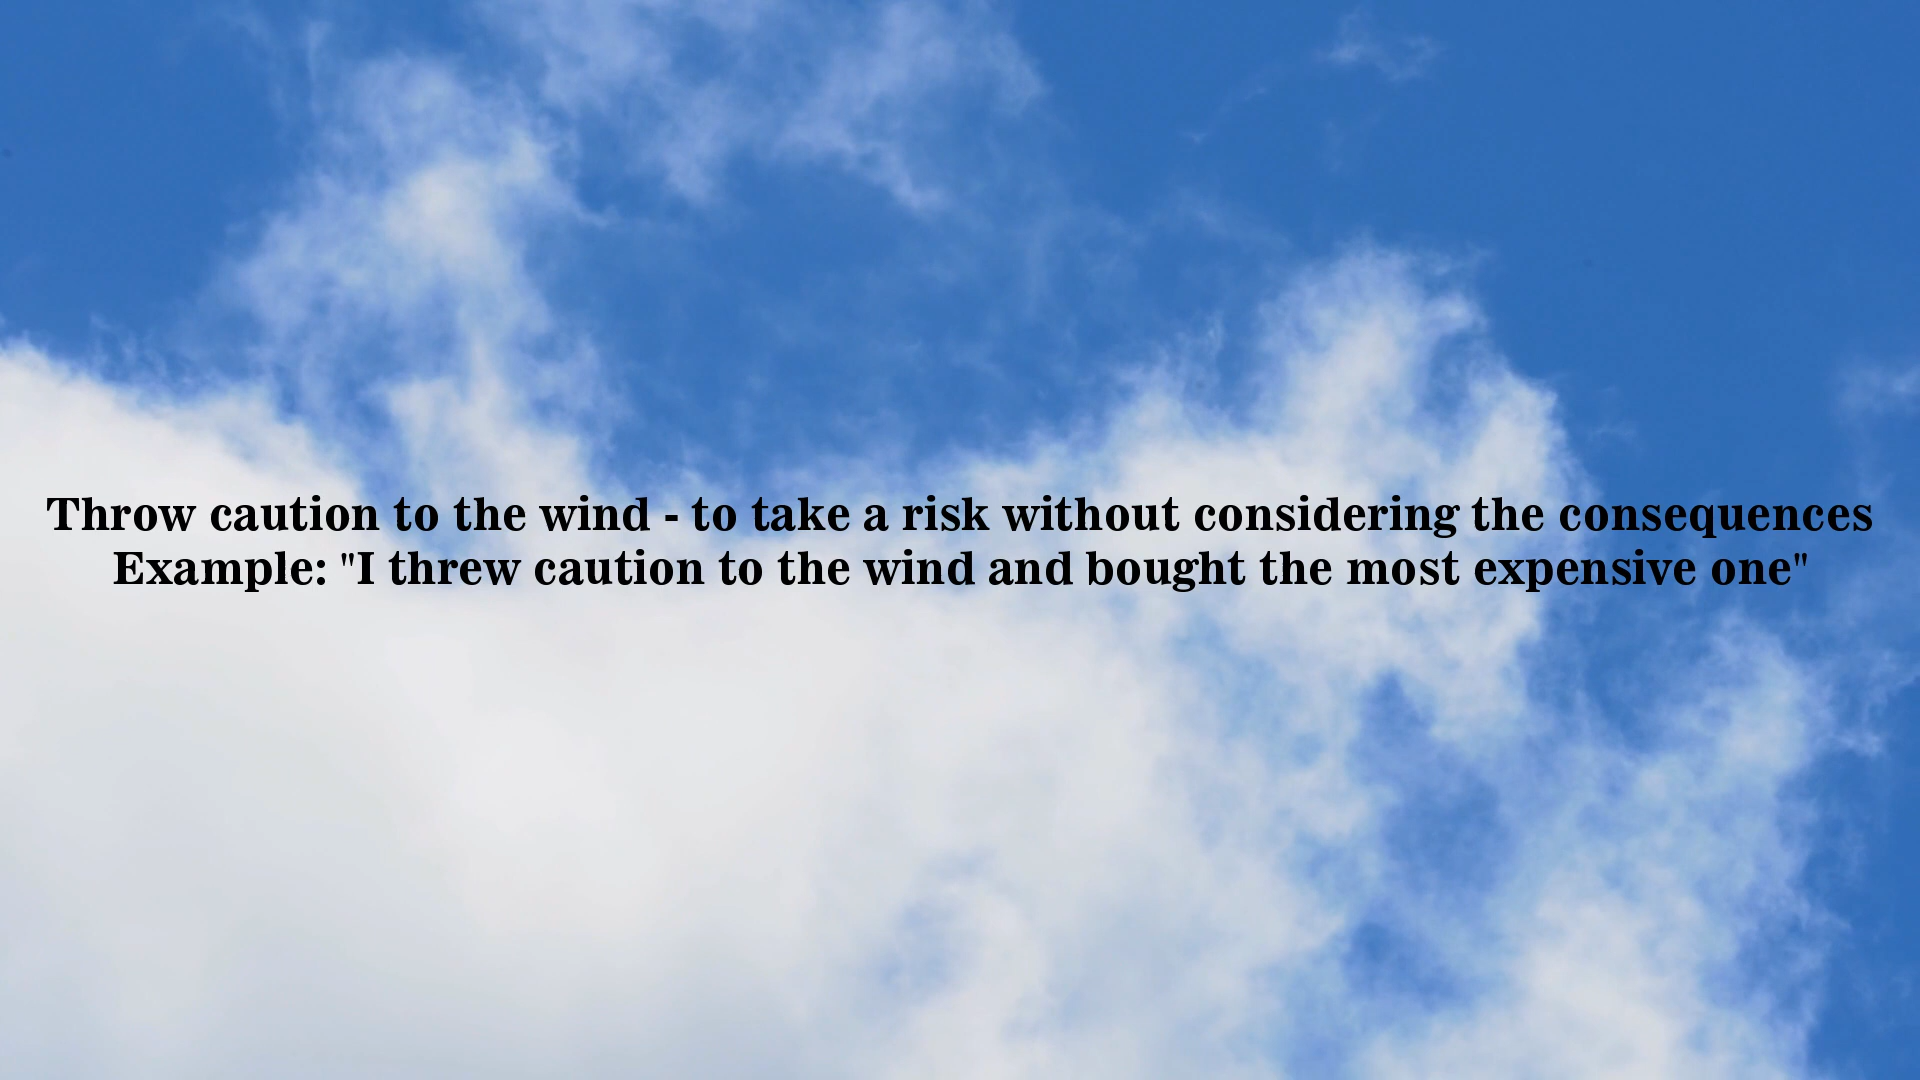 Throw caution to the wind - to take a risk without considering the consequences
Example: "I threw caution to the wind and bought the most expensive one"